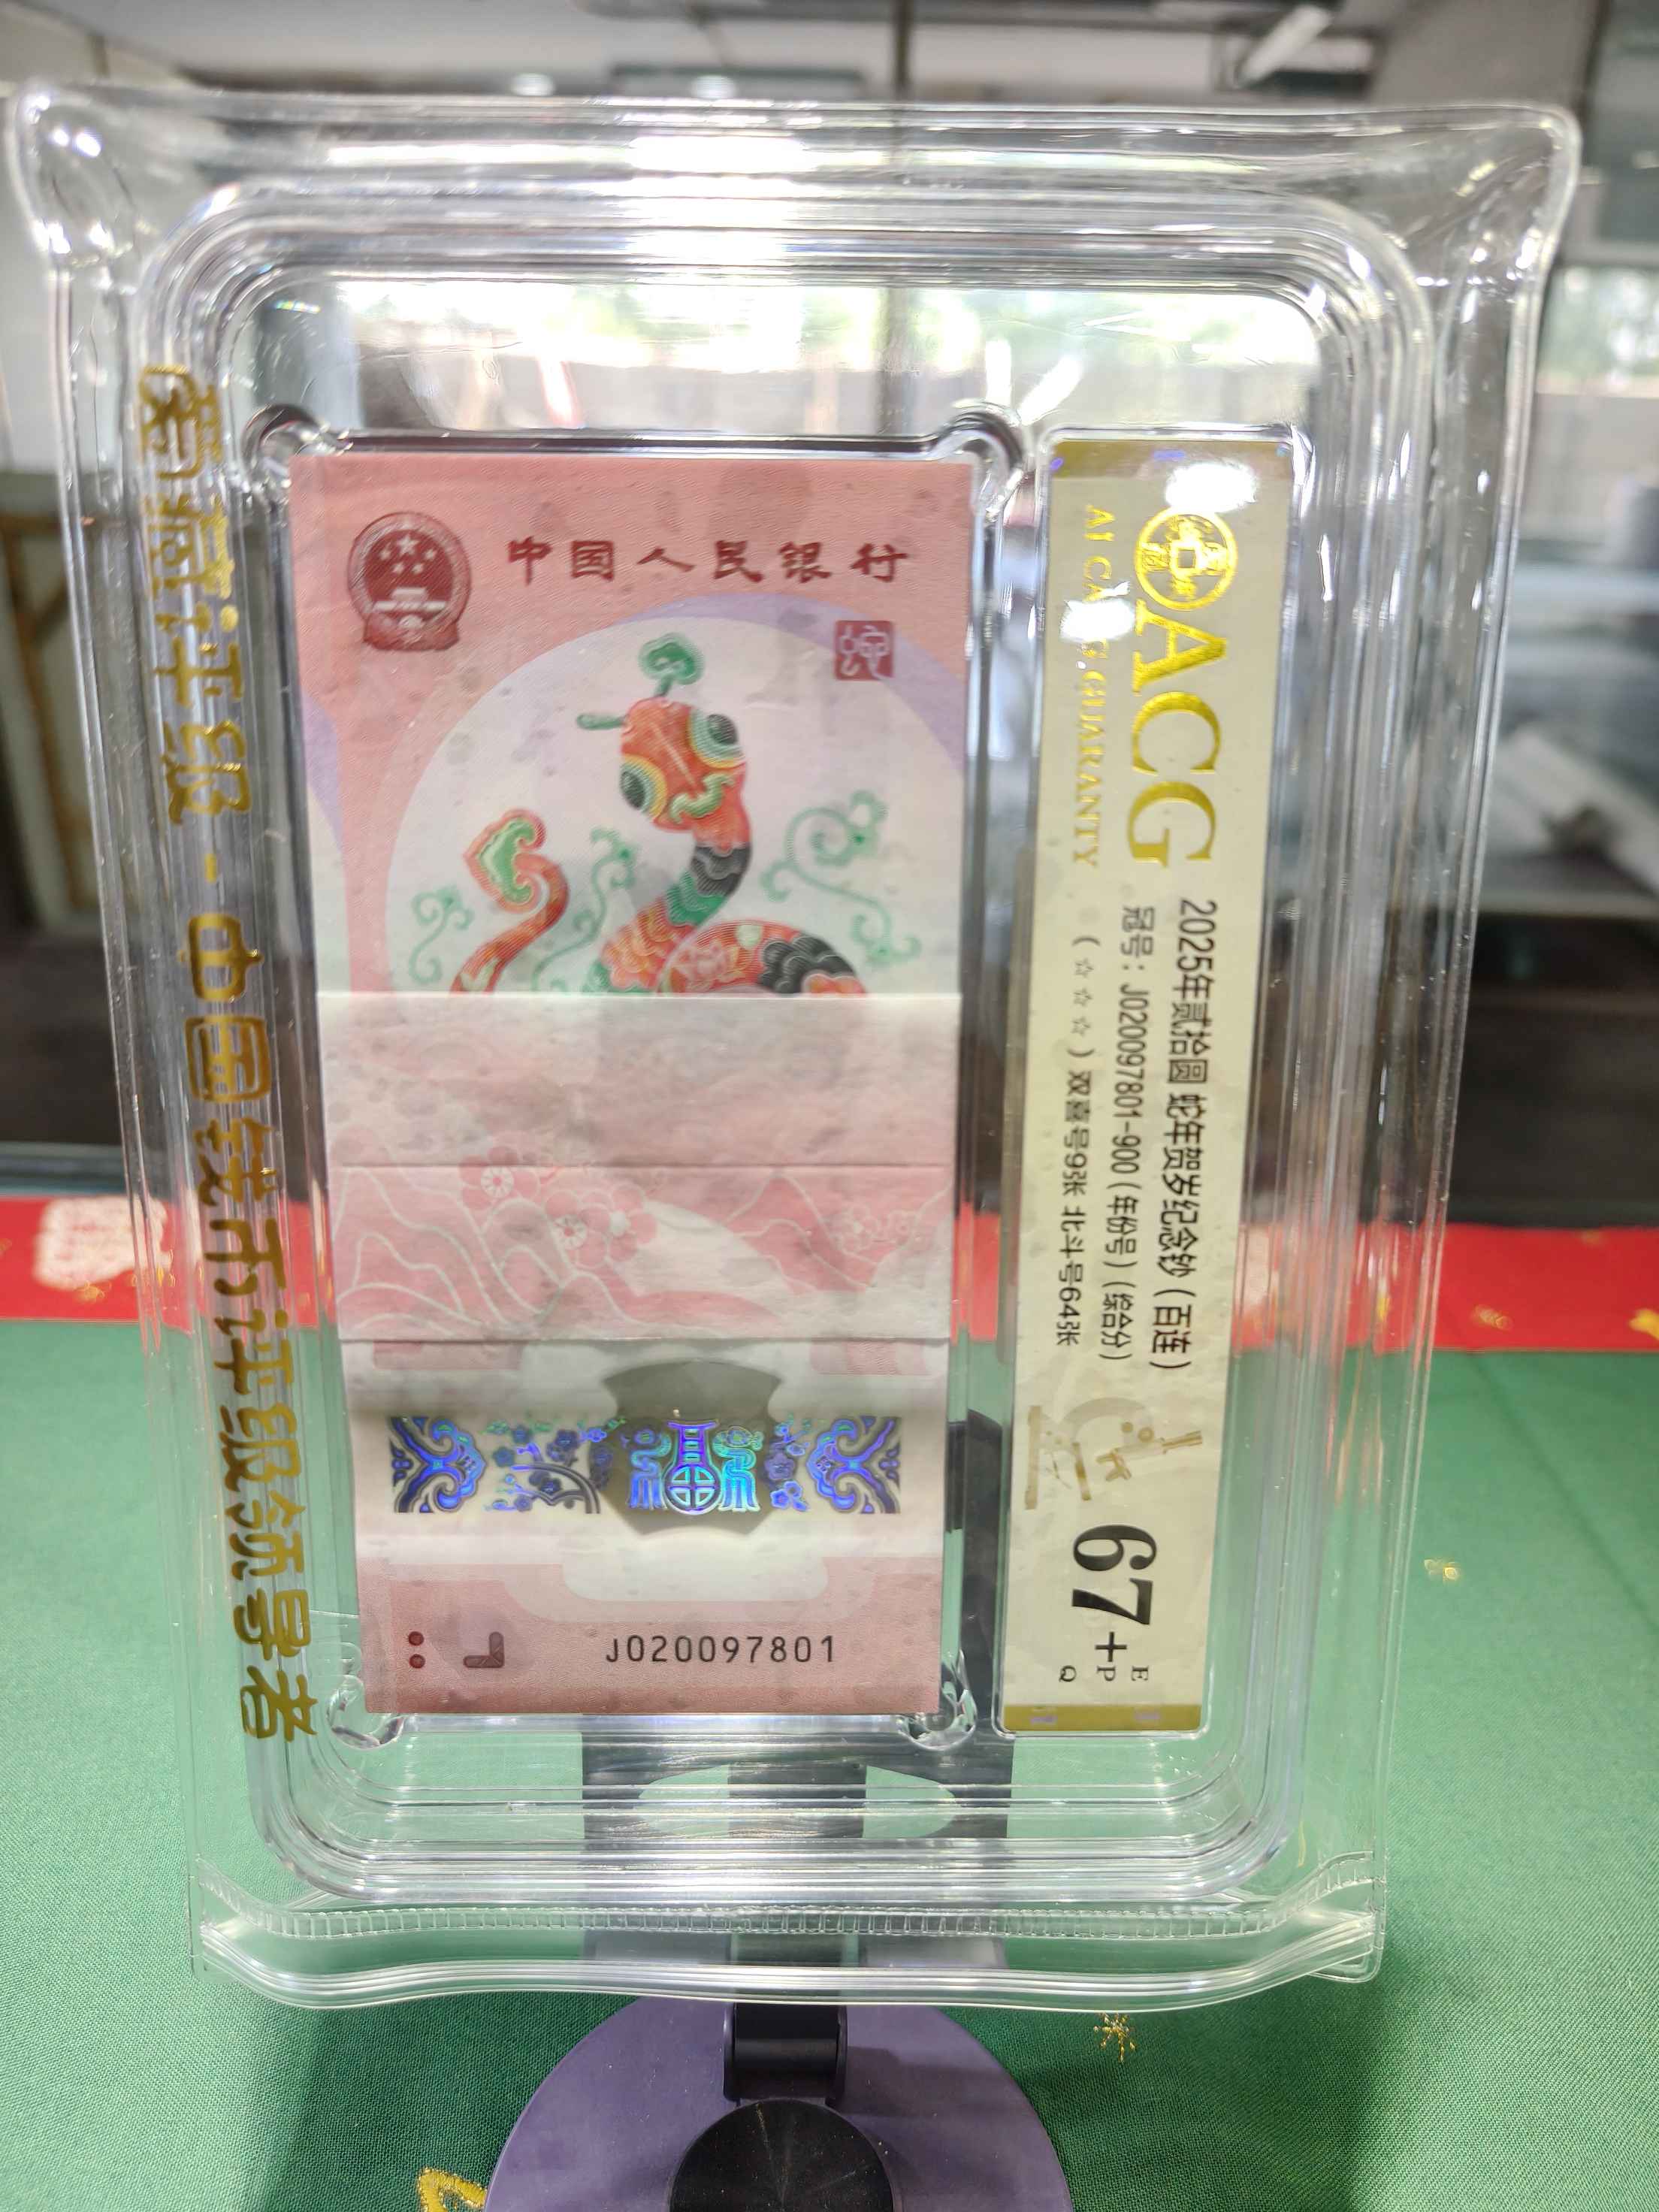 爱藏评级 - 中国钱币评级领导者
中国人民银行
J020097801
ACG
AI CANG GUARANTY
2025年贰拾圆 蛇年贺岁纪念钞（百连）
冠号：J020097801-900（年份号）（综合分）
（☆☆☆☆）双喜号9张 北斗号64张
67+
E
P
Q